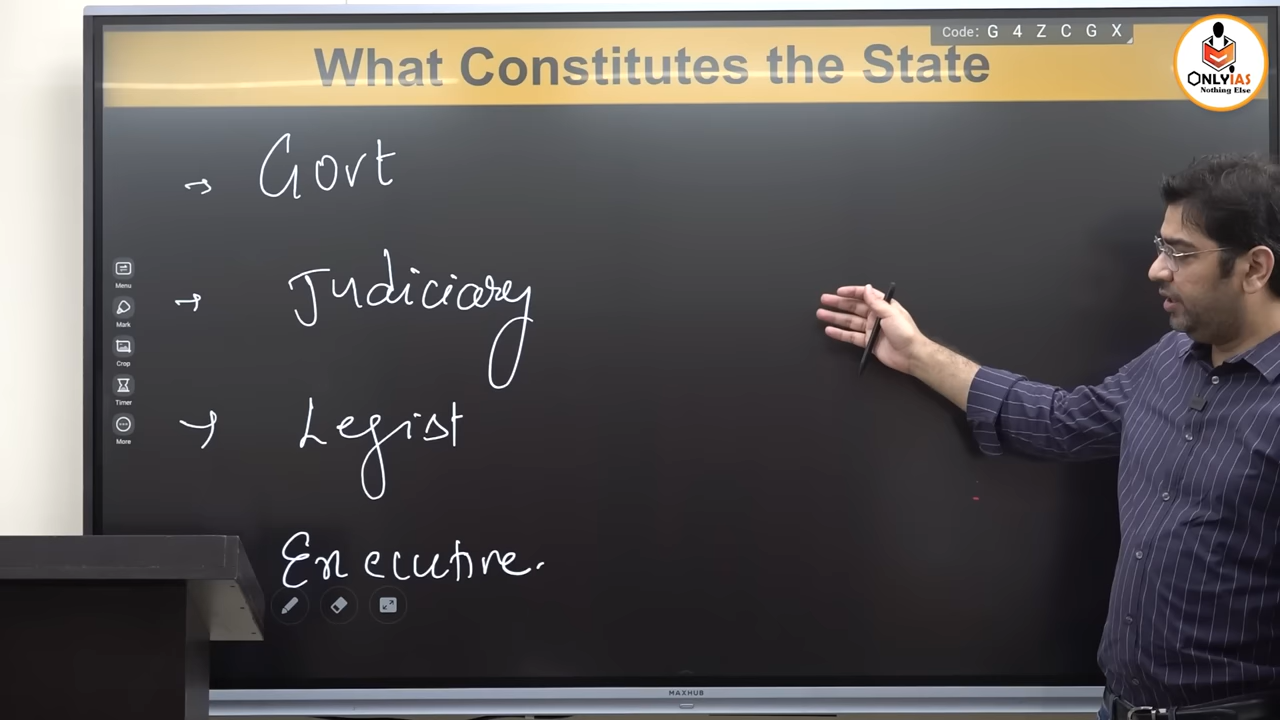 Code: G 4 Z C G X
What Constitutes the State
ONLYIAS
Nothing Else
→ Govt
→ Judiciary
→ Legist
Executive.
Menu
Mark
Crop
Timer
More
MAXHUB